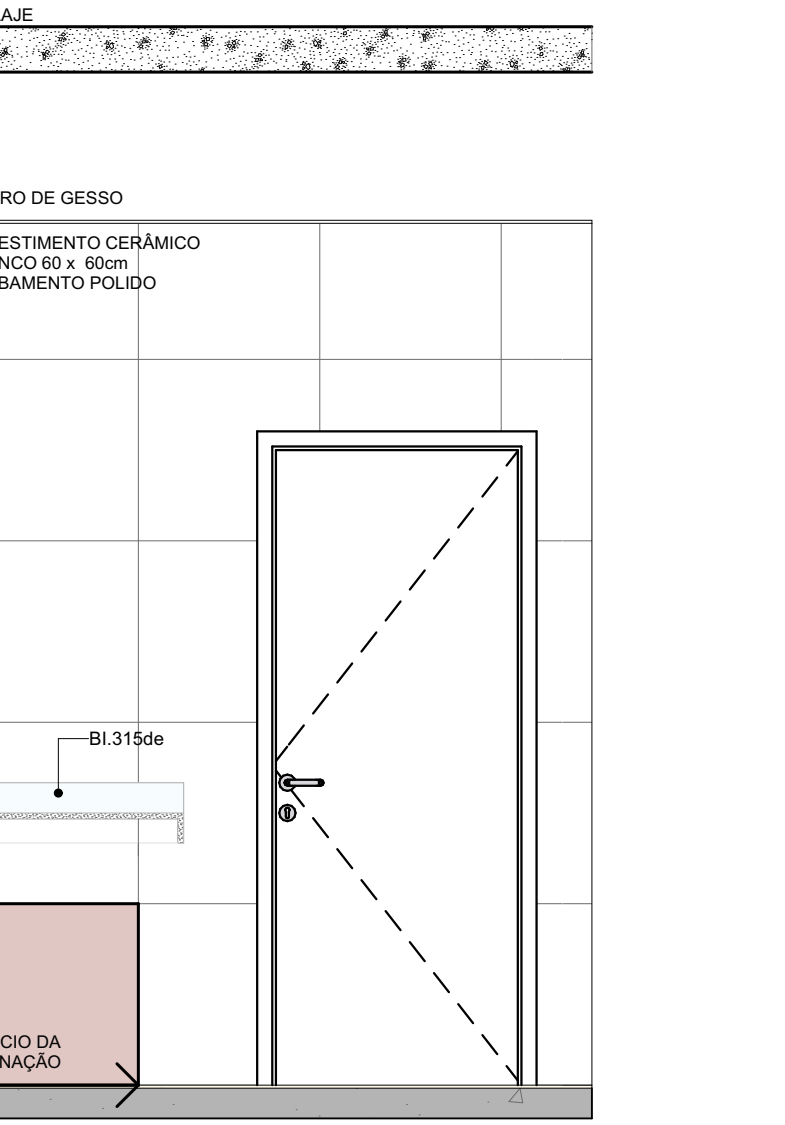 AJE
RO DE GESSO
ESTIMENTO CERÂMICO
NCO 60 x 60cm
BAMENTO POLIDO
BI.315de
CIO DA
NAÇÃO